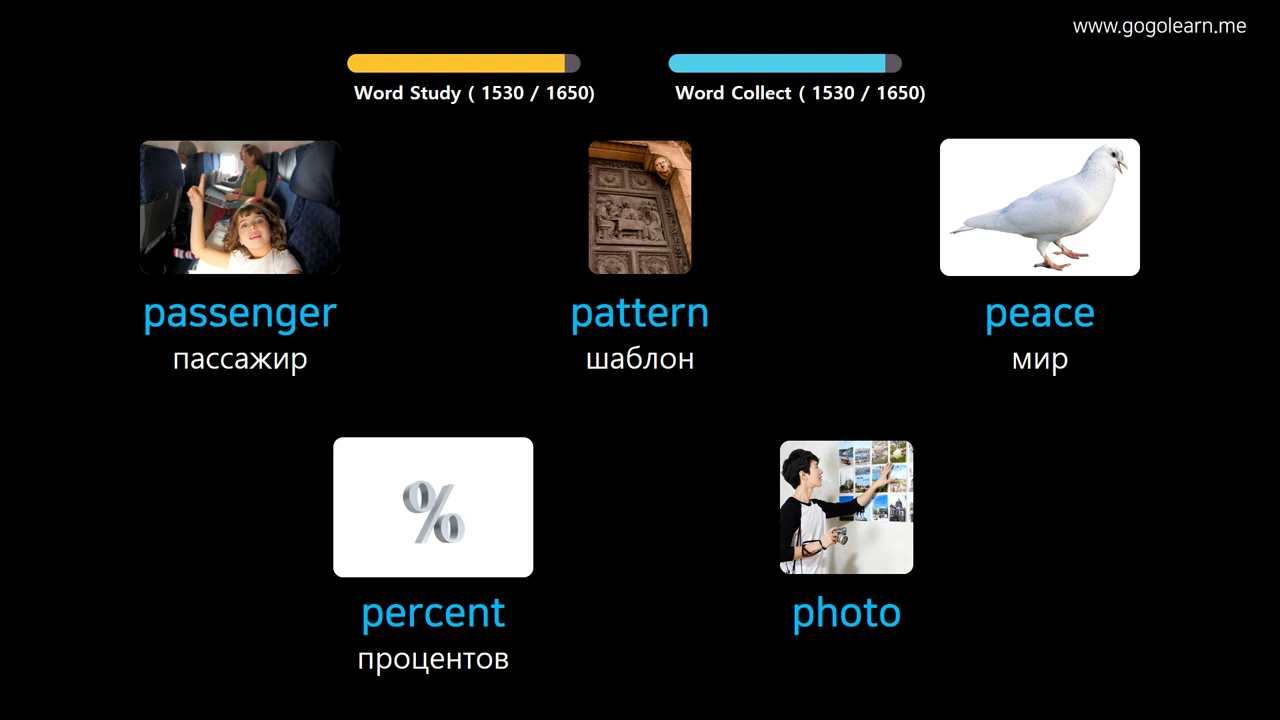 www.gogolearn.me
Word Study ( 1530 / 1650)
Word Collect ( 1530 / 1650)
passenger
пассажир
pattern
шаблон
peace
мир
%
percent
процентов
photo